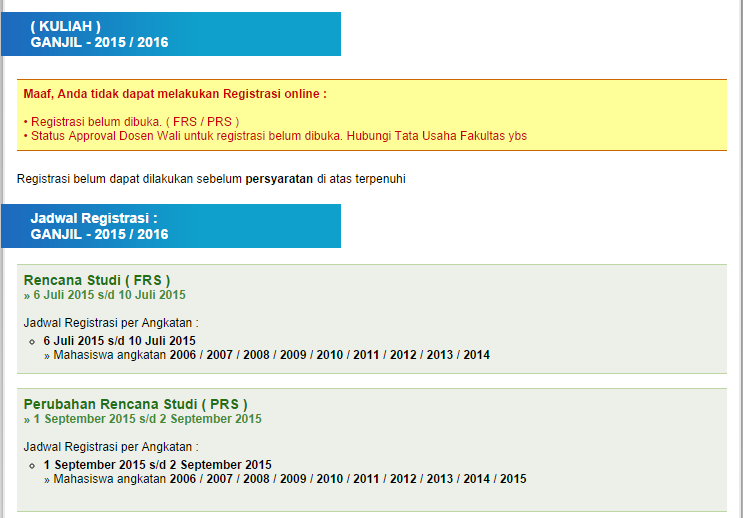 ( KULIAH )
GANJIL - 2015 / 2016
Maaf, Anda tidak dapat melakukan Registrasi online :
• Registrasi belum dibuka. ( FRS / PRS )
• Status Approval Dosen Wali untuk registrasi belum dibuka. Hubungi Tata Usaha Fakultas ybs
Registrasi belum dapat dilakukan sebelum persyaratan di atas terpenuhi
Jadwal Registrasi :
GANJIL - 2015 / 2016
Rencana Studi ( FRS )
» 6 Juli 2015 s/d 10 Juli 2015
Jadwal Registrasi per Angkatan :
6 Juli 2015 s/d 10 Juli 2015
» Mahasiswa angkatan 2006 / 2007 / 2008 / 2009 / 2010 / 2011 / 2012 / 2013 / 2014
Perubahan Rencana Studi ( PRS )
» 1 September 2015 s/d 2 September 2015
Jadwal Registrasi per Angkatan :
1 September 2015 s/d 2 September 2015
» Mahasiswa angkatan 2006 / 2007 / 2008 / 2009 / 2010 / 2011 / 2012 / 2013 / 2014 / 2015